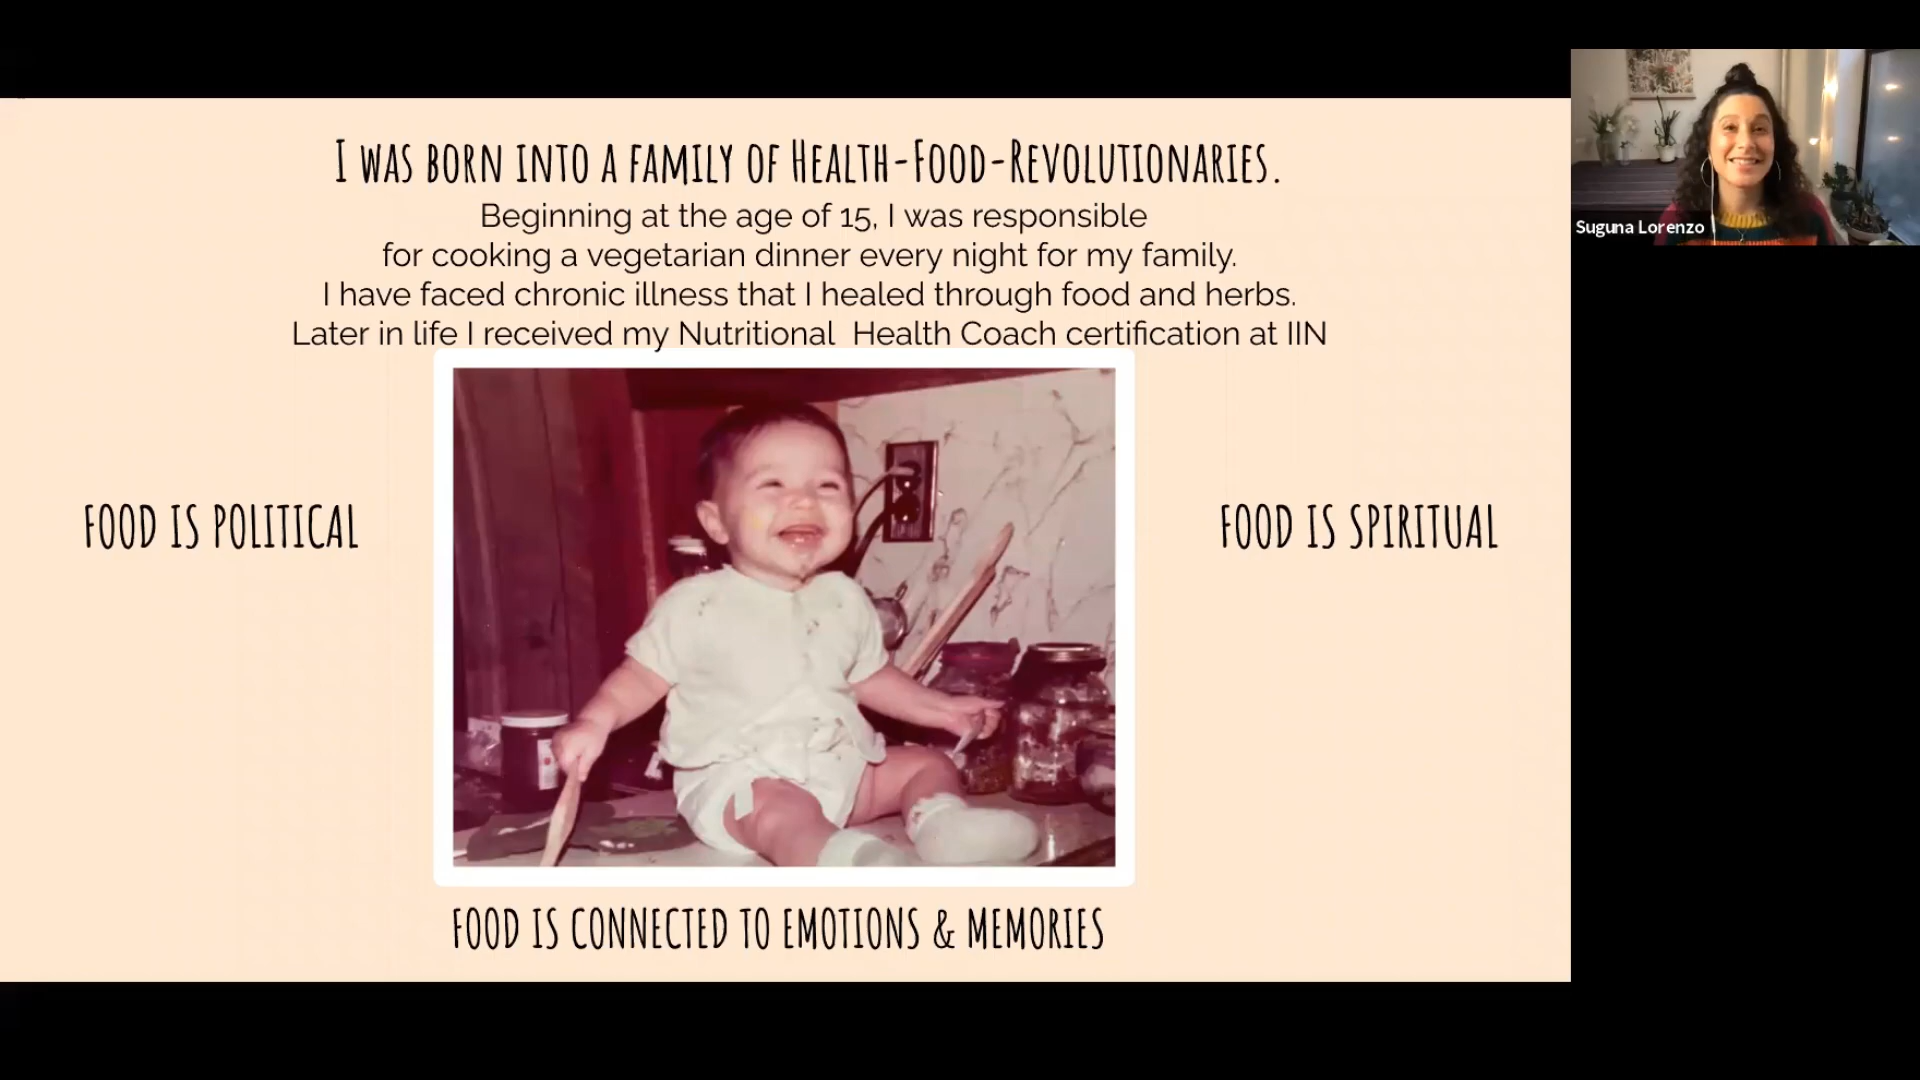 I WAS BORN INTO A FAMILY OF HEALTH-FOOD-REVOLUTIONARIES.
Beginning at the age of 15, I was responsible
for cooking a vegetarian dinner every night for my family.
I have faced chronic illness that I healed through food and herbs.
Later in life I received my Nutritional Health Coach certification at IIN
Suguna Lorenzo
FOOD IS POLITICAL
FOOD IS SPIRITUAL
FOOD IS CONNECTED TO EMOTIONS & MEMORIES